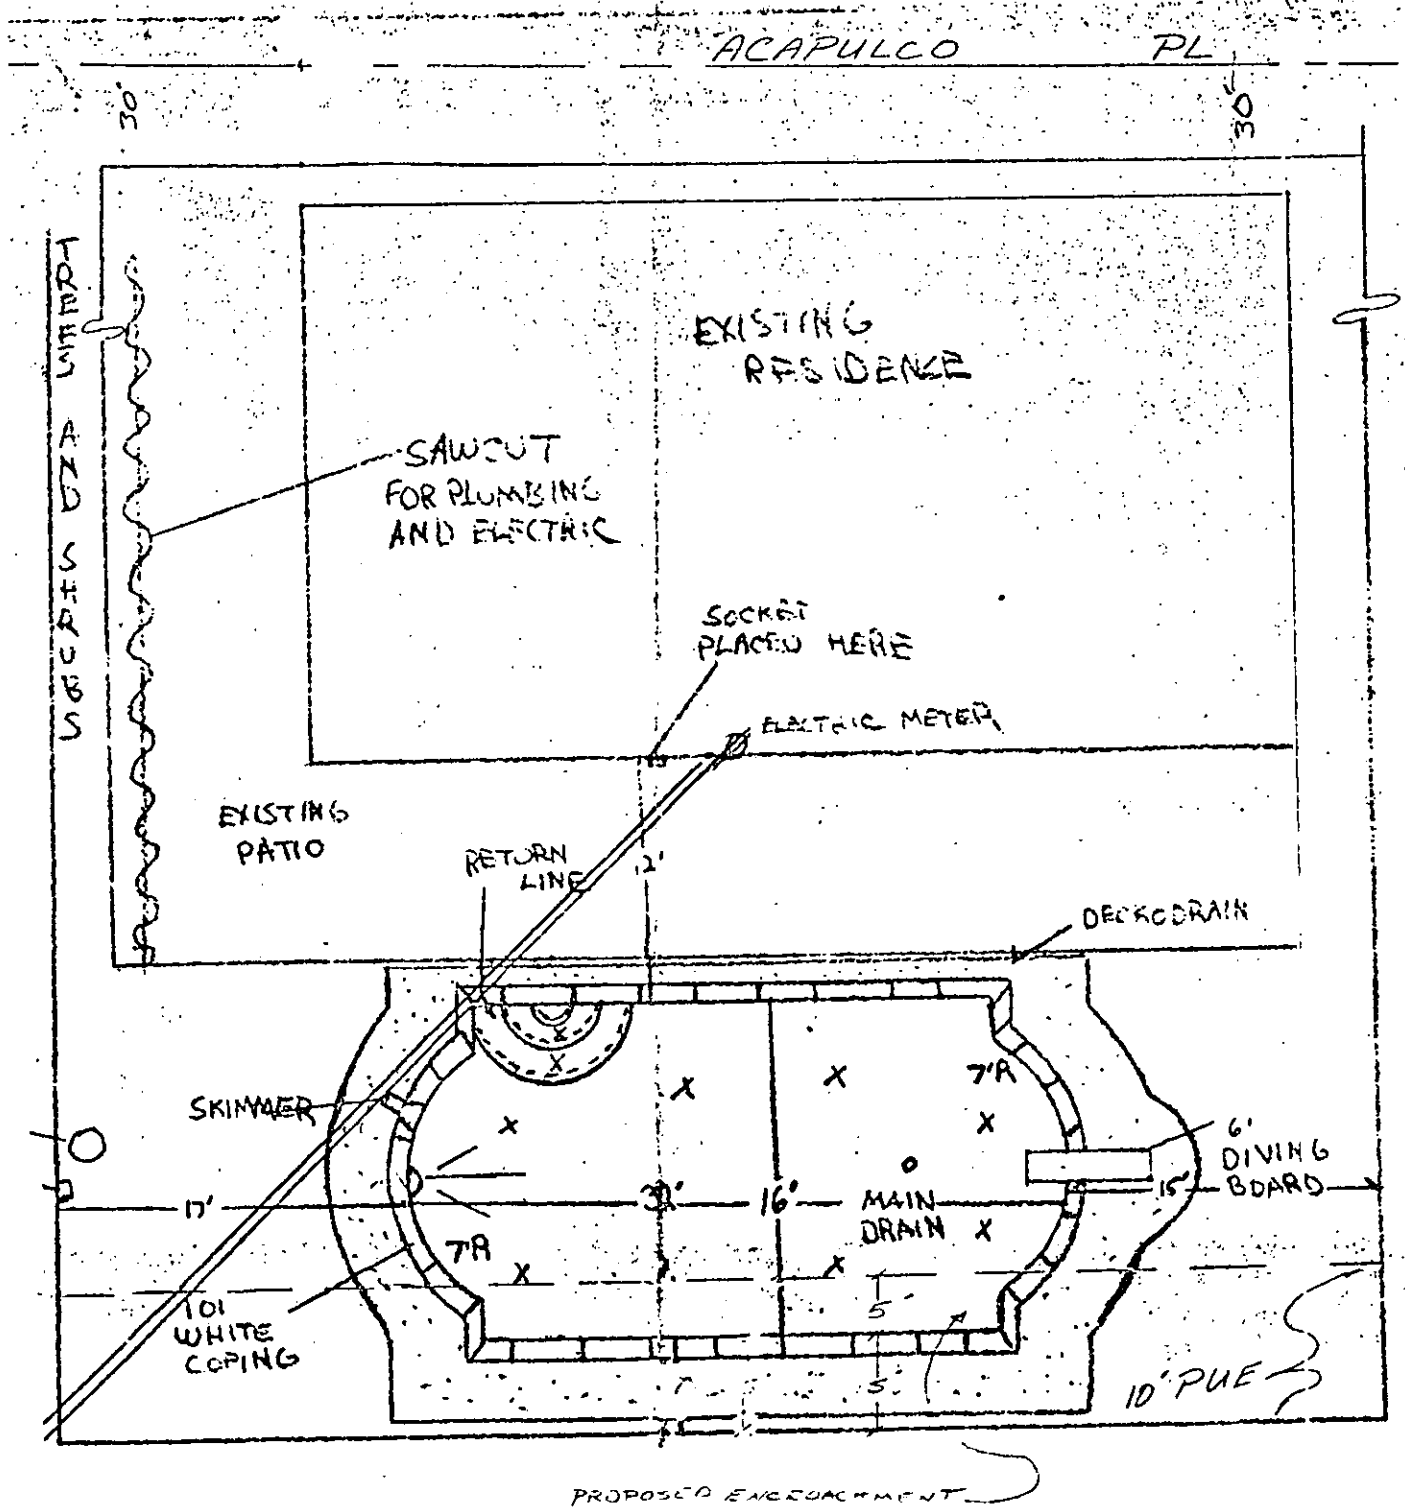 ACAPULCO PL
30'
30'
TREES AND SHRUBS
EXISTING
RESIDENCE
SAWCUT
FOR PLUMBING
AND ELECTRIC
SOCKET
PLACED HERE
ELECTRIC METER
EXISTING
PATIO
RETURN
LINE
12'
DECKODRAIN
7'R
SKIMMER
6'
DIVING
BOARD
17'
16'
15'
MAIN
DRAIN
7'R
101
WHITE
COPING
5'
5'
10' PUE
PROPOSED ENCROACHMENT